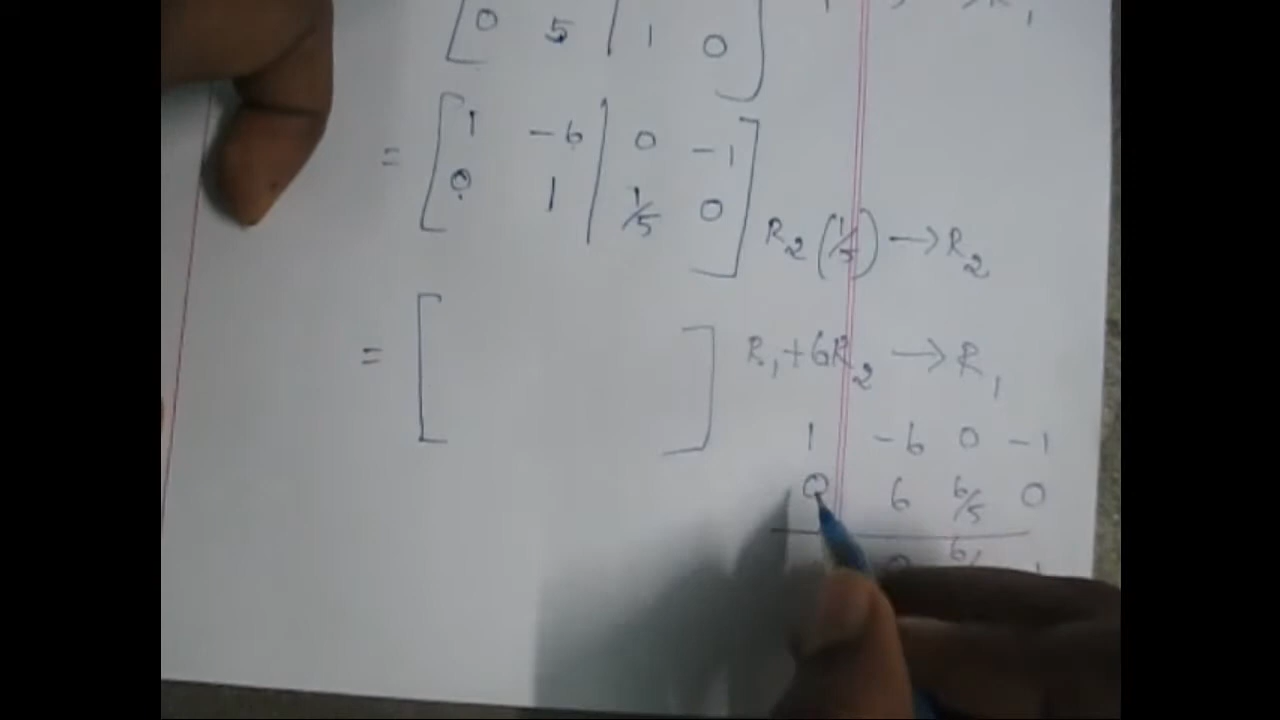 [ 0 5 | 1 0 ]
= [ 1 -6 | 0 -1
0 1 | 1/5 0 ] R2 (1/5) → R2
= [ ] R1 + 6R2 → R1
1 -6 0 -1
0 6 6/5 0